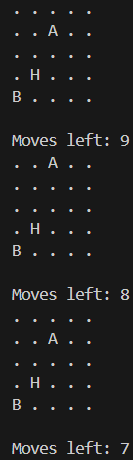 . . . . .
. . A . .
. . . . .
. H . . .
B . . . .

Moves left: 9
. . A . .
. . . . .
. . . . .
. H . . .
B . . . .

Moves left: 8
. . . . .
. . A . .
. . . . .
. H . . .
B . . . .

Moves left: 7